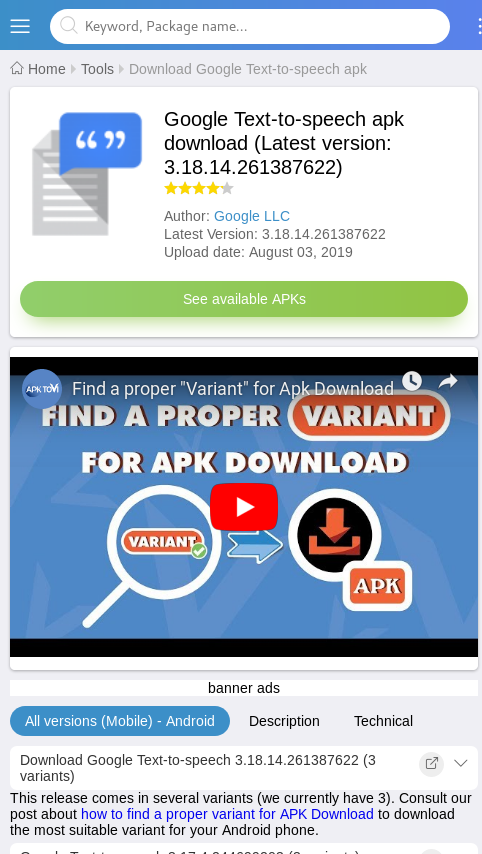 Keyword, Package name...
Home Tools Download Google Text-to-speech apk
Google Text-to-speech apk
download (Latest version:
3.18.14.261387622)
Author: Google LLC
Latest Version: 3.18.14.261387622
Upload date: August 03, 2019
See available APKs
Find a proper "Variant" for Apk Download
FIND A PROPER VARIANT
FOR APK DOWNLOAD
VARIANT
APK
banner ads
All versions (Mobile) - Android Description Technical
Download Google Text-to-speech 3.18.14.261387622 (3
variants)
This release comes in several variants (we currently have 3). Consult our
post about how to find a proper variant for APK Download to download
the most suitable variant for your Android phone.